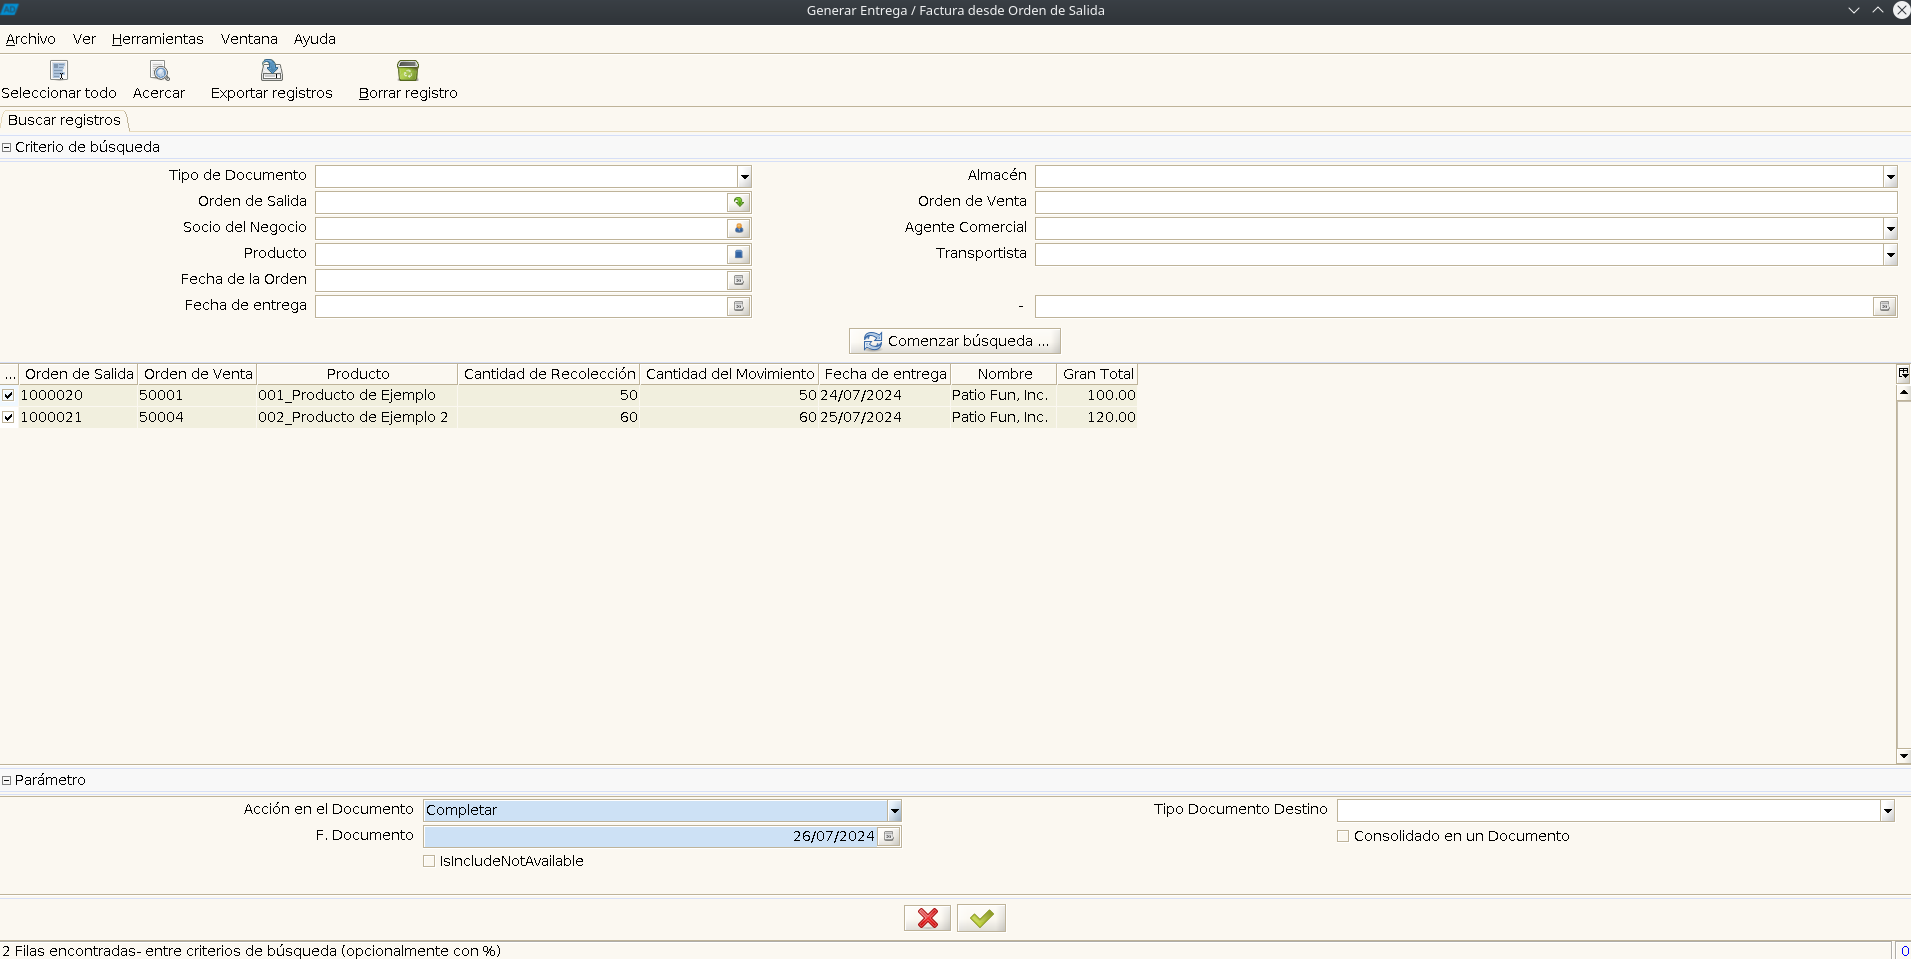 Generar Entrega / Factura desde Orden de Salida
Archivo Ver Herramientas Ventana Ayuda
Seleccionar todo Acercar Exportar registros Borrar registro
Buscar registros
Criterio de búsqueda
Tipo de Documento Almacén
Orden de Salida Orden de Venta
Socio del Negocio Agente Comercial
Producto Transportista
Fecha de la Orden
Fecha de entrega -
Comenzar búsqueda ...
... Orden de Salida Orden de Venta Producto Cantidad de Recolección Cantidad del Movimiento Fecha de entrega Nombre Gran Total
1000020 50001 001_Producto de Ejemplo 50 50 24/07/2024 Patio Fun, Inc. 100.00
1000021 50004 002_Producto de Ejemplo 2 60 60 25/07/2024 Patio Fun, Inc. 120.00
Parámetro
Acción en el Documento Completar Tipo Documento Destino
F. Documento 26/07/2024 Consolidado en un Documento
IsIncludeNotAvailable
2 Filas encontradas- entre criterios de búsqueda (opcionalmente con %) 0